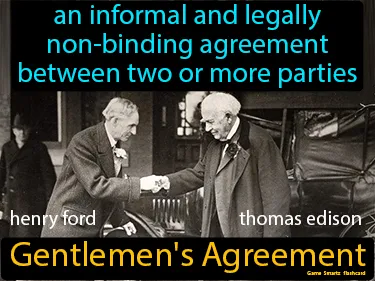 an informal and legally
non-binding agreement
between two or more parties
henry ford thomas edison
Gentlemen's Agreement
Game Smartz flashcard